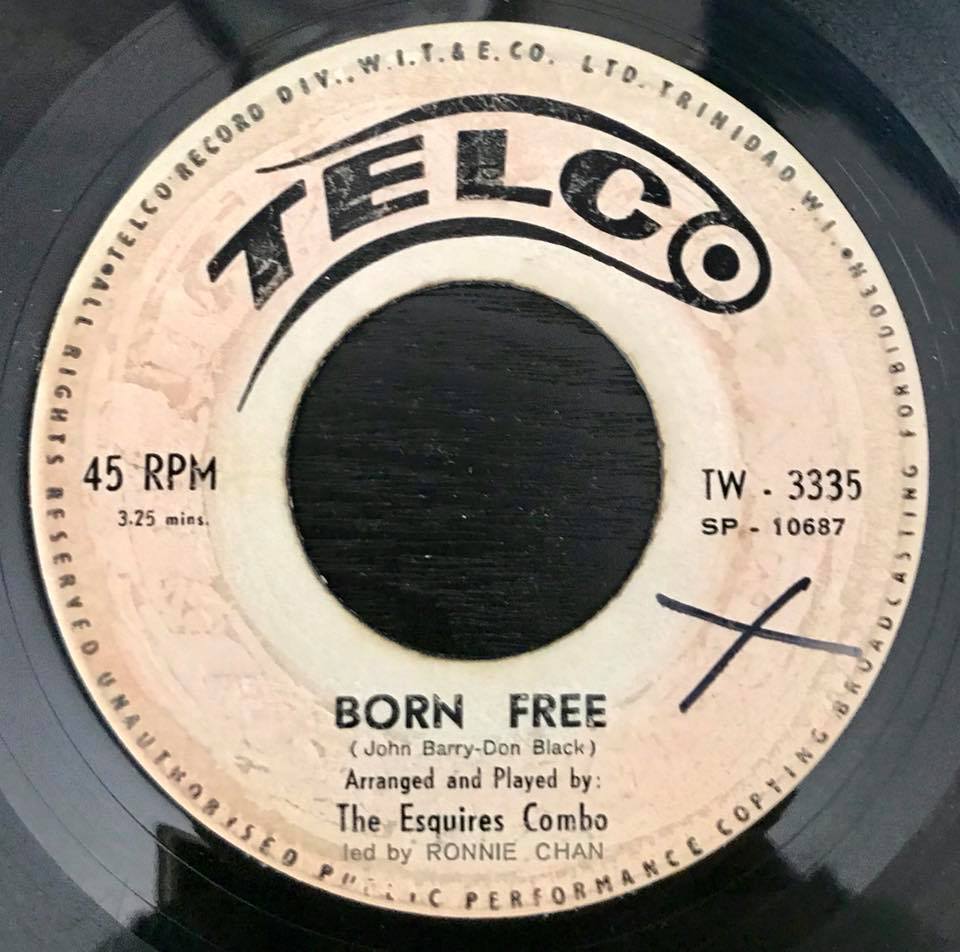 TELCO RECORD DIV., W.I.T. & E. CO. LTD. TRINIDAD W.I.
ALL RIGHTS RESERVED UNAUTHORISED PUBLIC PERFORMANCE COPYING BROADCASTING FORBIDDEN
TELCO
45 RPM
3.25 mins.
TW - 3335
SP - 10687
BORN FREE
(John Barry-Don Black)
Arranged and Played by:
The Esquires Combo
led by RONNIE CHAN